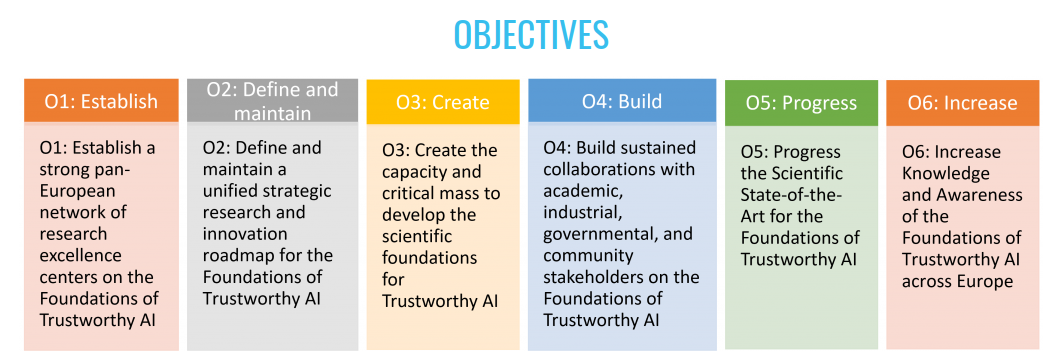 OBJECTIVES
O1: Establish
O1: Establish a
strong pan-
European
network of
research
excellence
centers on the
Foundations of
Trustworthy AI
O2: Define and
maintain
O2: Define and
maintain a
unified strategic
research and
innovation
roadmap for the
Foundations of
Trustworthy AI
O3: Create
O3: Create the
capacity and
critical mass to
develop the
scientific
foundations
for
Trustworthy AI
O4: Build
O4: Build sustained
collaborations with
academic,
industrial,
governmental, and
community
stakeholders on the
Foundations of
Trustworthy AI
O5: Progress
O5: Progress
the Scientific
State-of-the-
Art for the
Foundations of
Trustworthy AI
O6: Increase
O6: Increase
Knowledge
and Awareness
of the
Foundations of
Trustworthy AI
across Europe